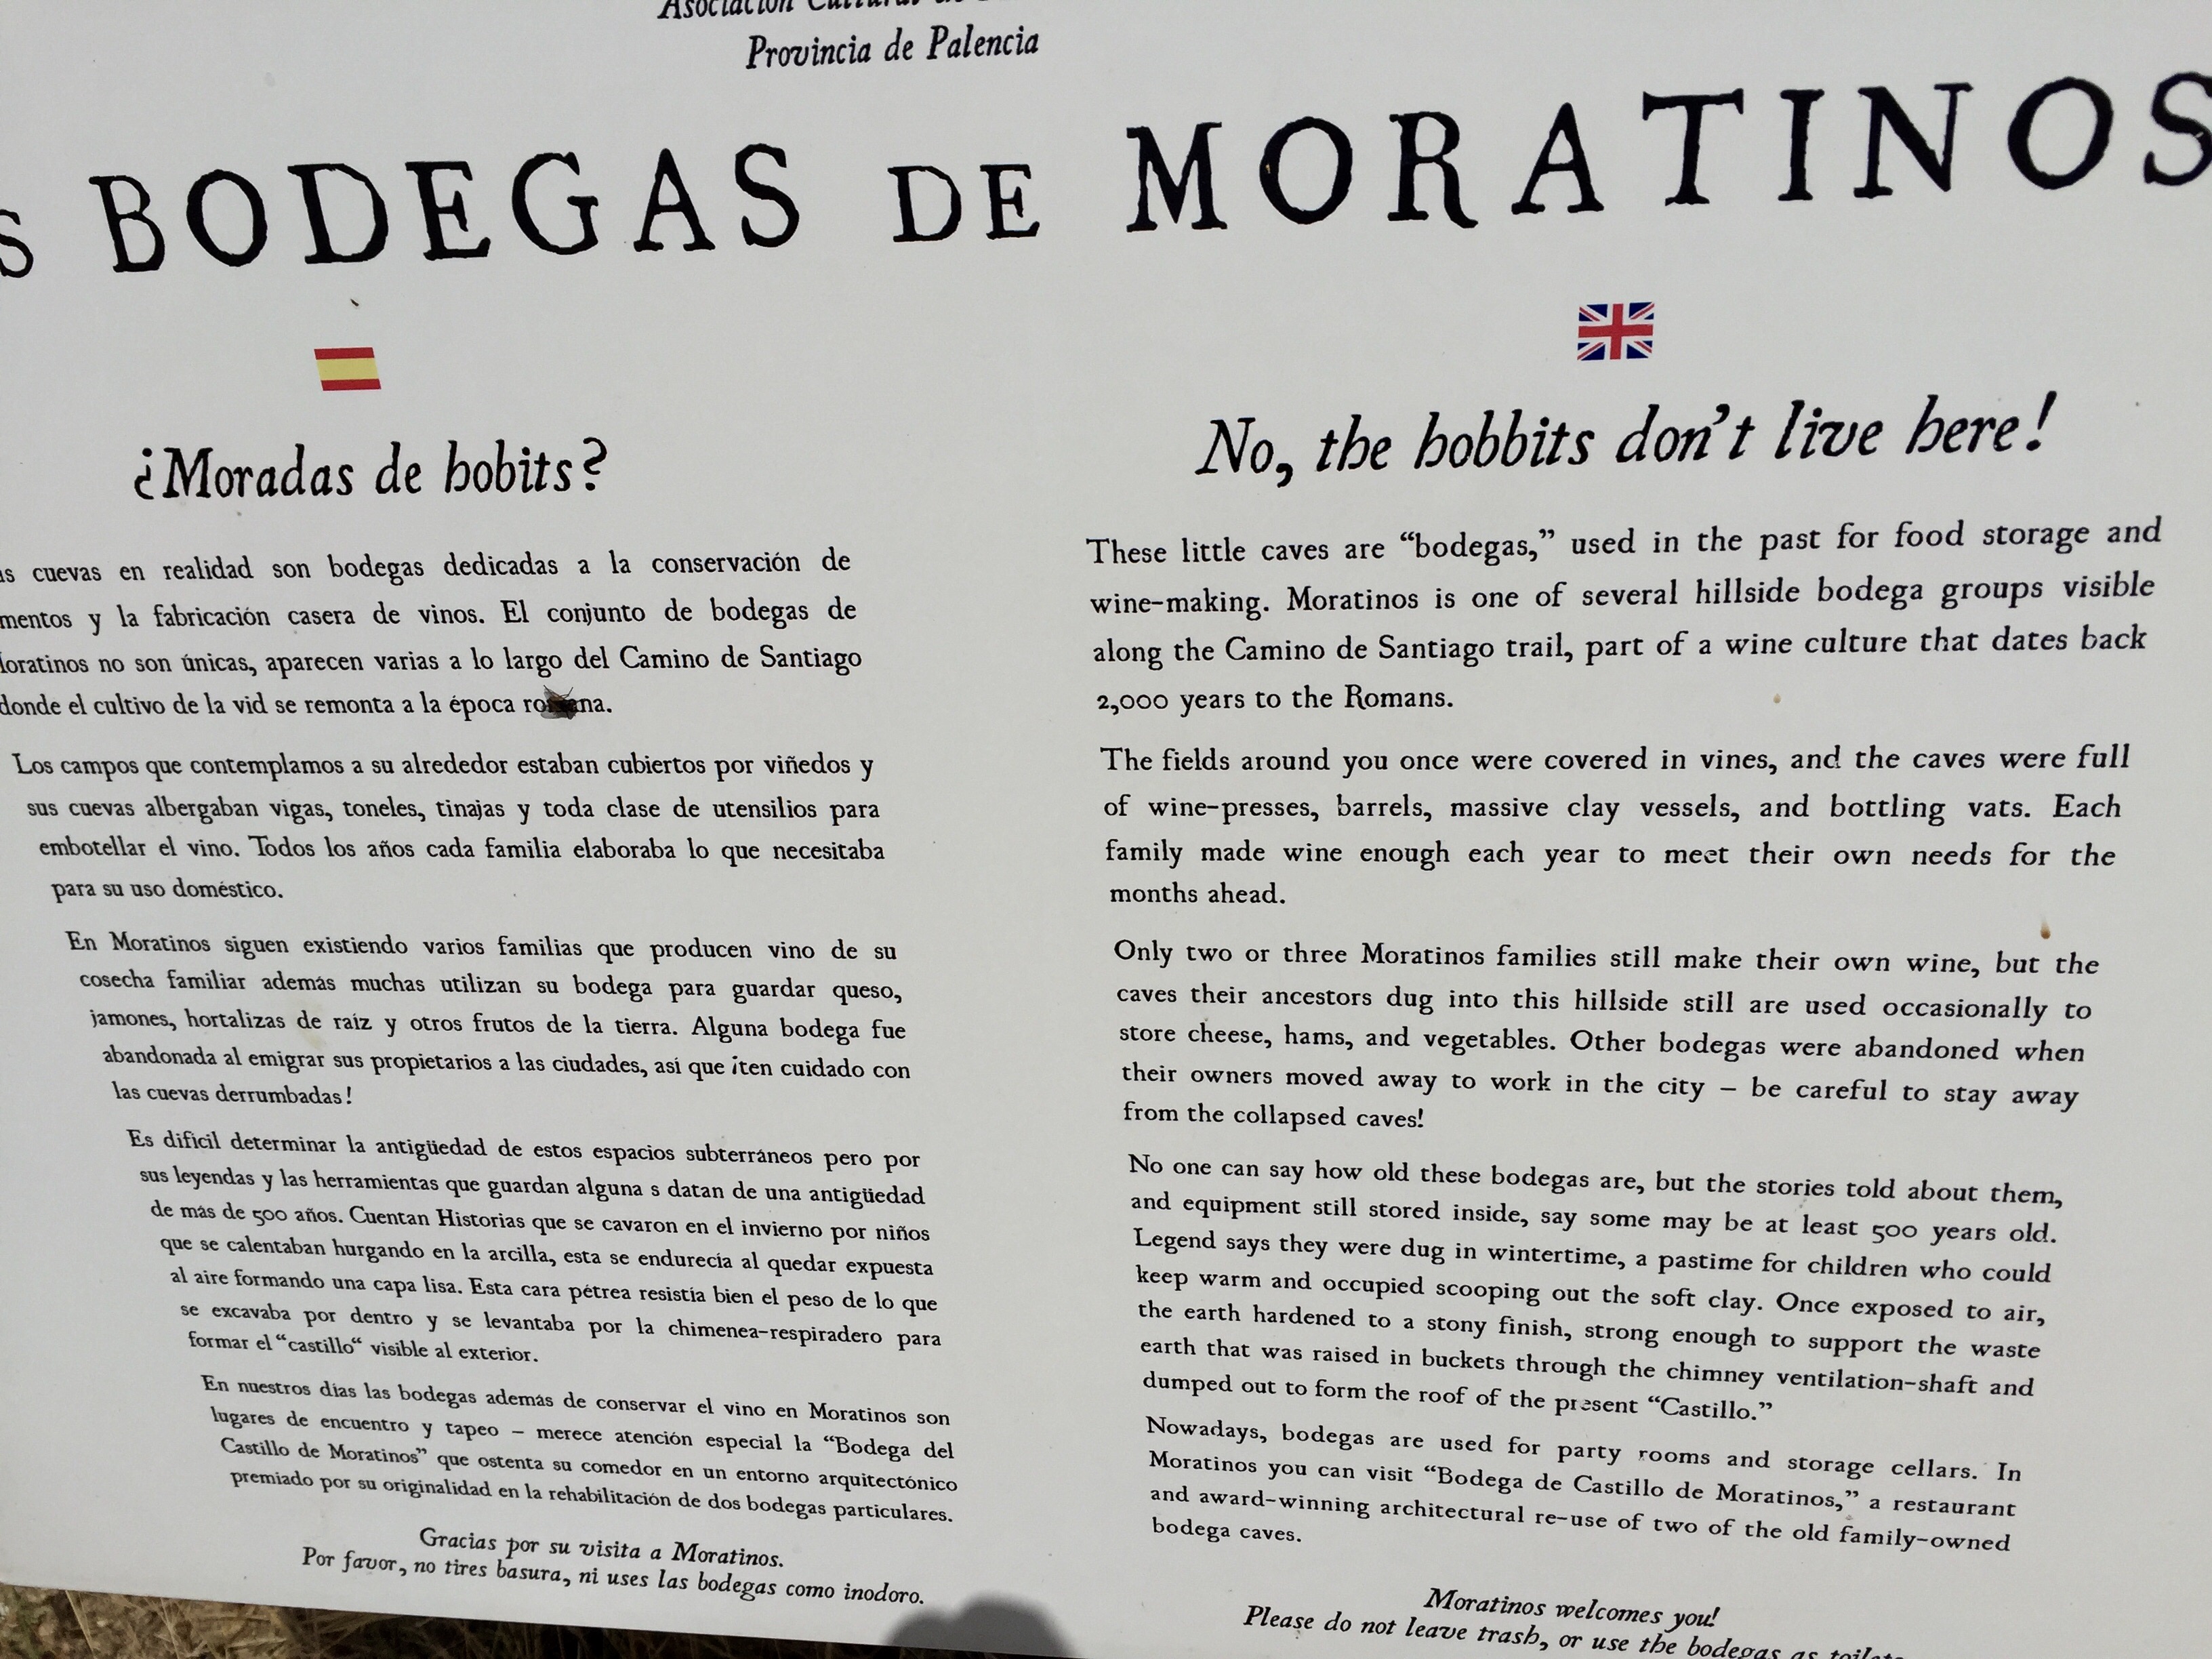 Asociación Cultural de
Provincia de Palencia
S BODEGAS DE MORATINOS
¿Moradas de hobits?
as cuevas en realidad son bodegas dedicadas a la conservación de
mentos y la fabricación casera de vinos. El conjunto de bodegas de
Moratinos no son únicas, aparecen varias a lo largo del Camino de Santiago
donde el cultivo de la vid se remonta a la época romana.
Los campos que contemplamos a su alrededor estaban cubiertos por viñedos y
sus cuevas albergaban vigas, toneles, tinajas y toda clase de utensilios para
embotellar el vino. Todos los años cada familia elaboraba lo que necesitaba
para su uso doméstico.
En Moratinos siguen existiendo varios familias que producen vino de su
cosecha familiar además muchas utilizan su bodega para guardar queso,
jamones, hortalizas de raíz y otros frutos de la tierra. Alguna bodega fue
abandonada al emigrar sus propietarios a las ciudades, así que ¡ten cuidado con
las cuevas derrumbadas!
Es difícil determinar la antigüedad de estos espacios subterráneos pero por
sus leyendas y las herramientas que guardan alguna s datan de una antigüedad
de más de 500 años. Cuentan Historias que se cavaron en el invierno por niños
que se calentaban hurgando en la arcilla, esta se endurecía al quedar expuesta
al aire formando una capa lisa. Esta cara pétrea resistía bien el peso de lo que
se excavaba por dentro y se levantaba por la chimenea-respiradero para
formar el “castillo“ visible al exterior.
En nuestros días las bodegas además de conservar el vino en Moratinos son
lugares de encuentro y tapeo – merece atención especial la “Bodega del
Castillo de Moratinos” que ostenta su comedor en un entorno arquitectónico
premiado por su originalidad en la rehabilitación de dos bodegas particulares.
Gracias por su visita a Moratinos.
Por favor, no tires basura, ni uses las bodegas como inodoro.
No, the hobbits don’t live here!
These little caves are “bodegas,” used in the past for food storage and
wine-making. Moratinos is one of several hillside bodega groups visible
along the Camino de Santiago trail, part of a wine culture that dates back
2,000 years to the Romans.
The fields around you once were covered in vines, and the caves were full
of wine-presses, barrels, massive clay vessels, and bottling vats. Each
family made wine enough each year to meet their own needs for the
months ahead.
Only two or three Moratinos families still make their own wine, but the
caves their ancestors dug into this hillside still are used occasionally to
store cheese, hams, and vegetables. Other bodegas were abandoned when
their owners moved away to work in the city – be careful to stay away
from the collapsed caves!
No one can say how old these bodegas are, but the stories told about them,
and equipment still stored inside, say some may be at least 500 years old.
Legend says they were dug in wintertime, a pastime for children who could
keep warm and occupied scooping out the soft clay. Once exposed to air,
the earth hardened to a stony finish, strong enough to support the waste
earth that was raised in buckets through the chimney ventilation-shaft and
dumped out to form the roof of the present “Castillo.”
Nowadays, bodegas are used for party rooms and storage cellars. In
Moratinos you can visit “Bodega de Castillo de Moratinos,” a restaurant
and award-winning architectural re-use of two of the old family-owned
bodega caves.
Moratinos welcomes you!
Please do not leave trash, or use the bodegas as toilets